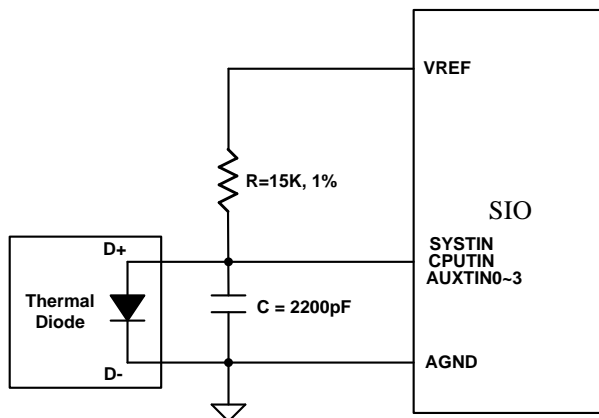 VREF
R=15K, 1%
SIO
D+
SYSTIN
CPUTIN
AUXTIN0~3
Thermal
Diode
C = 2200pF
D-
AGND